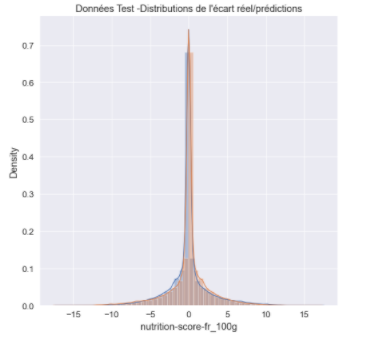 Données Test -Distributions de l'écart réel/prédictions
0.7
0.6
0.5
0.4
0.3
0.2
0.1
0.0
Density
−15 −10 −5 0 5 10 15
nutrition-score-fr_100g